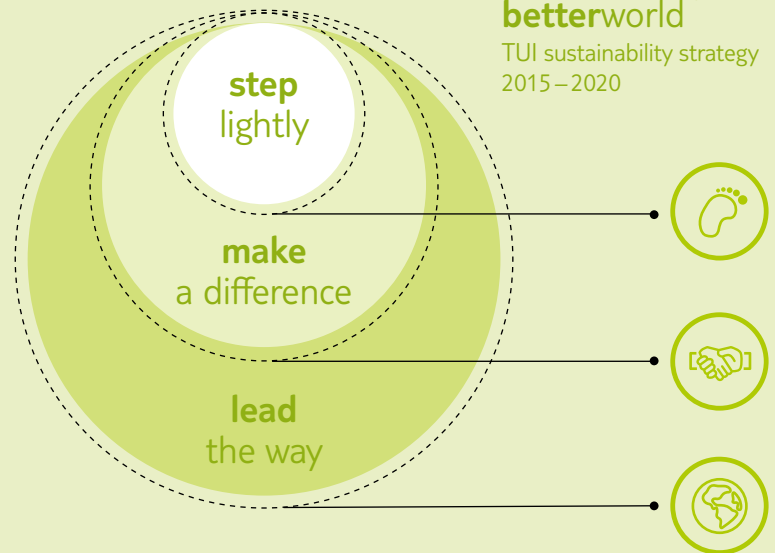 betterworld
TUI sustainability strategy
2015–2020
step
lightly
make
a difference
lead
the way